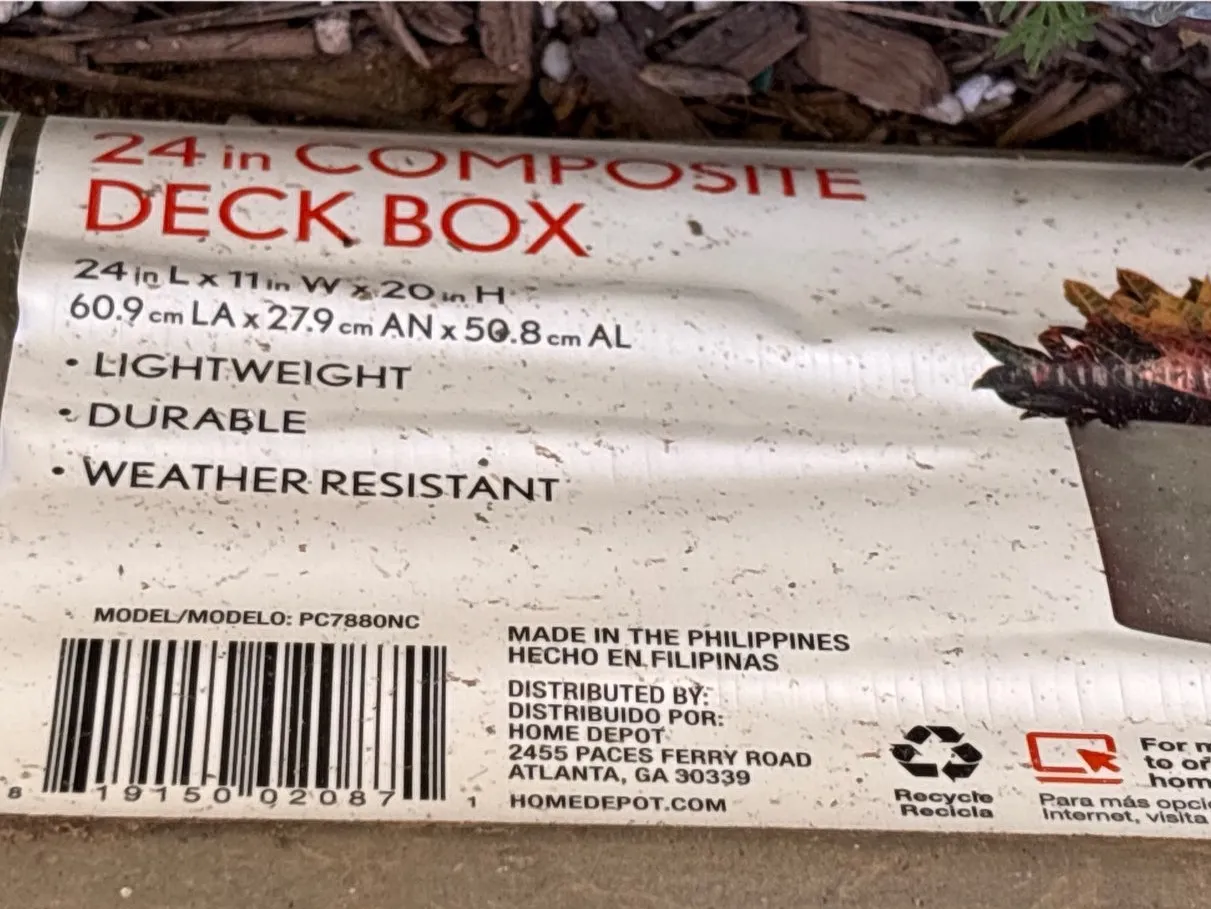 24 in COMPOSITE
DECK BOX
24 in L x 11 in W x 20 in H
60.9 cm LA x 27.9 cm AN x 50.8 cm AL
• LIGHTWEIGHT
• DURABLE
• WEATHER RESISTANT
MODEL/MODELO: PC7880NC
8 19150 02087 1
MADE IN THE PHILIPPINES
HECHO EN FILIPINAS
DISTRIBUTED BY:
DISTRIBUIDO POR:
HOME DEPOT
2455 PACES FERRY ROAD
ATLANTA, GA 30339
HOMEDEPOT.COM
Recycle
Recicla
For
to
hom
Para más opci
Internet, visita